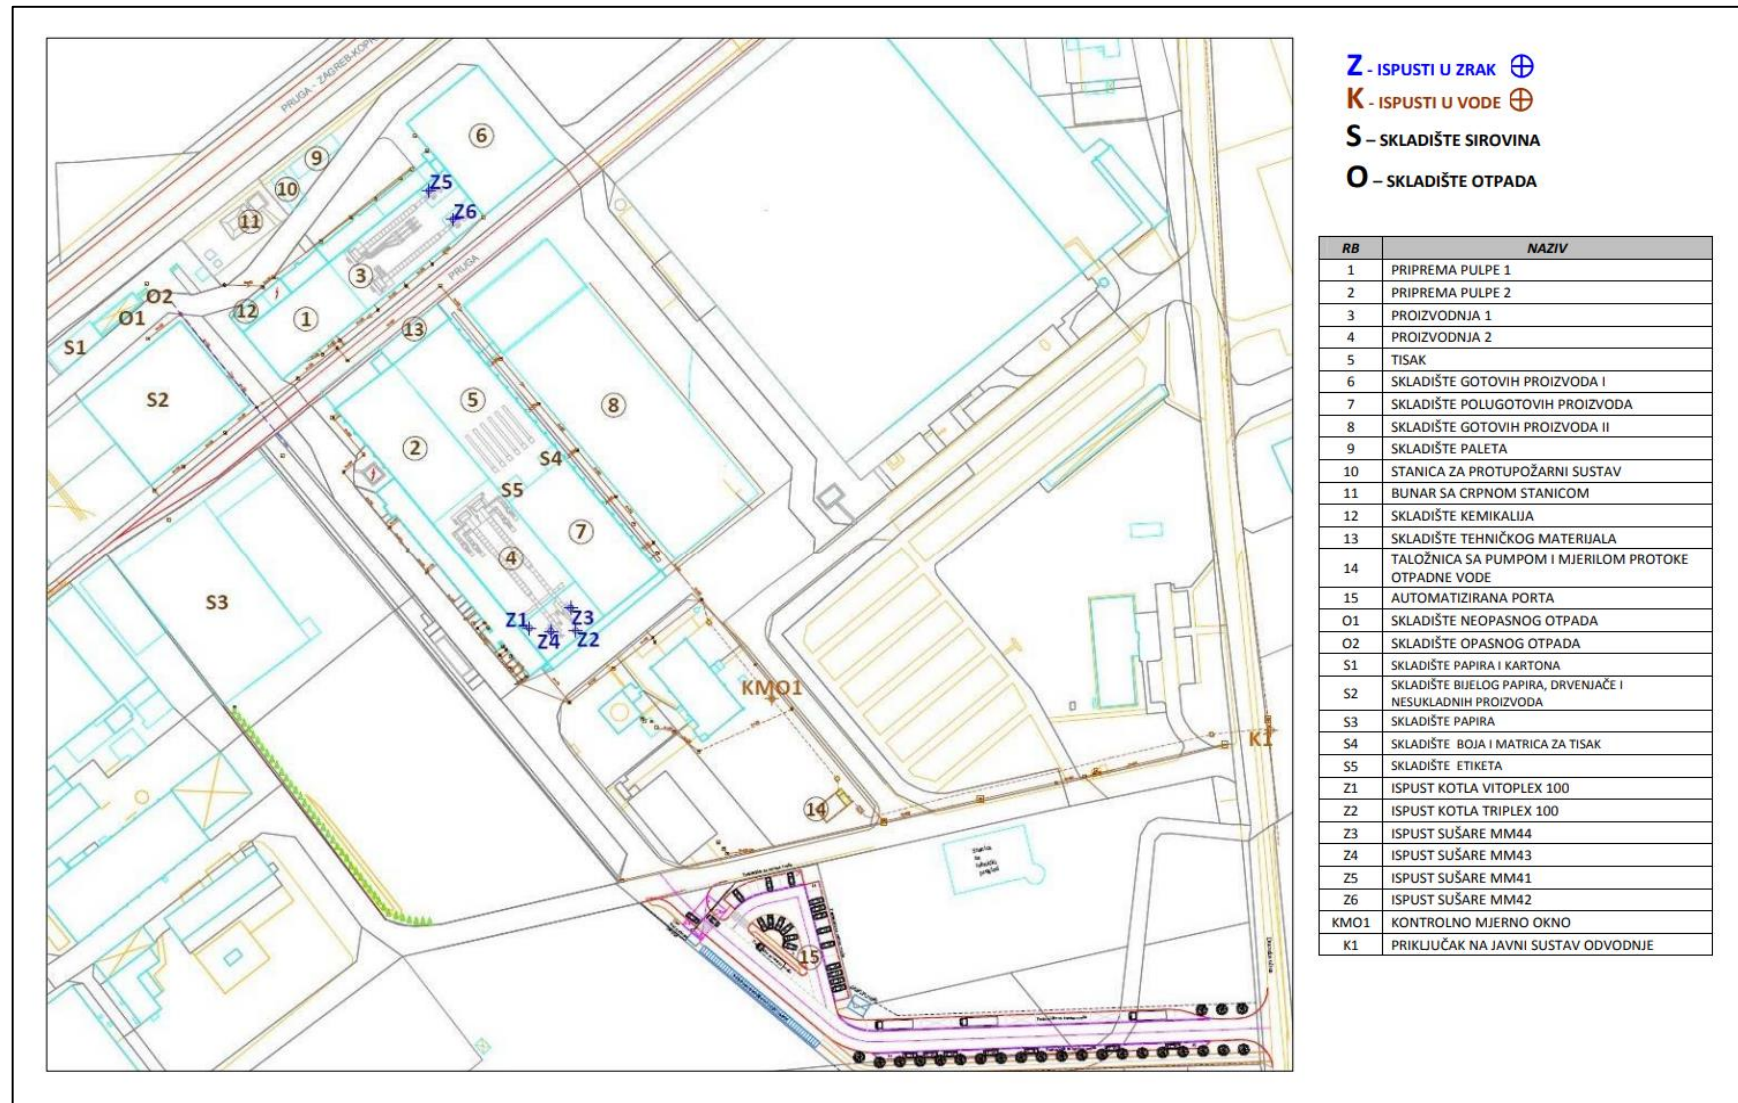 PRUGA - ZAGREB-KOPR
Z - ISPUSTI U ZRAK
K - ISPUSTI U VODE
S – SKLADIŠTE SIROVINA
O – SKLADIŠTE OTPADA
6
9
10
Z5
11
Z6
3
PRUGA
O2
12
O1
1
13
S1
S2
5
8
2
S4
S5
7
4
S3
Z3
Z1
Z4
Z2
KMO1
K1
14
15
RB NAZIV
1 PRIPREMA PULPE 1
2 PRIPREMA PULPE 2
3 PROIZVODNJA 1
4 PROIZVODNJA 2
5 TISAK
6 SKLADIŠTE GOTOVIH PROIZVODA I
7 SKLADIŠTE POLUGOTOVIH PROIZVODA
8 SKLADIŠTE GOTOVIH PROIZVODA II
9 SKLADIŠTE PALETA
10 STANICA ZA PROTUPOŽARNI SUSTAV
11 BUNAR SA CRPNOM STANICOM
12 SKLADIŠTE KEMIKALIJA
13 SKLADIŠTE TEHNIČKOG MATERIJALA
14 TALOŽNICA SA PUMPOM I MJERILOM PROTOKE
OTPADNE VODE
15 AUTOMATIZIRANA PORTA
O1 SKLADIŠTE NEOPASNOG OTPADA
O2 SKLADIŠTE OPASNOG OTPADA
S1 SKLADIŠTE PAPIRA I KARTONA
S2 SKLADIŠTE BIJELOG PAPIRA, DRVENJAČE I
NESUKLADNIH PROIZVODA
S3 SKLADIŠTE PAPIRA
S4 SKLADIŠTE BOJA I MATRICA ZA TISAK
S5 SKLADIŠTE ETIKETA
Z1 ISPUST KOTLA VITOPLEX 100
Z2 ISPUST KOTLA TRIPLEX 100
Z3 ISPUST SUŠARE MM44
Z4 ISPUST SUŠARE MM43
Z5 ISPUST SUŠARE MM41
Z6 ISPUST SUŠARE MM42
KMO1 KONTROLNO MJERNO OKNO
K1 PRIKLJUČAK NA JAVNI SUSTAV ODVODNJE